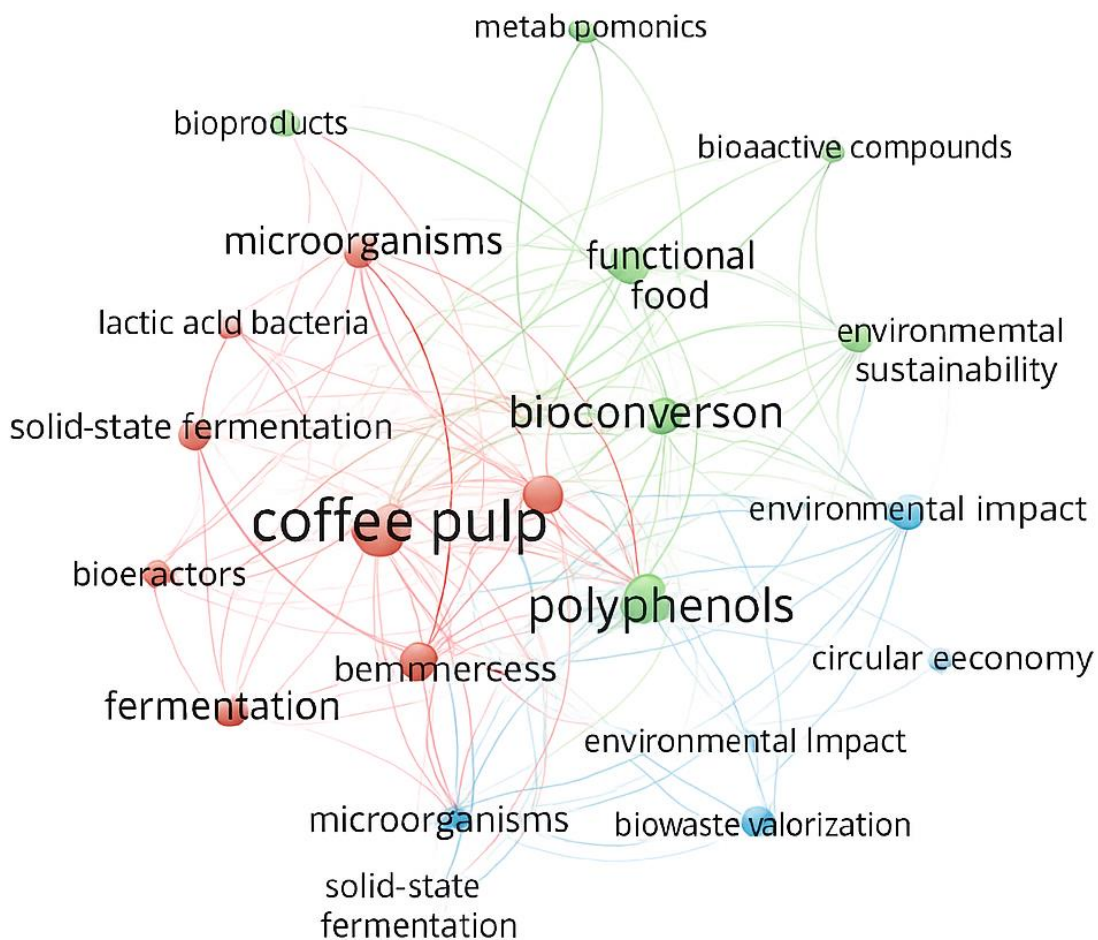 metab pomonics
bioproducts
bioaactive compounds
microorganisms
functional
food
lactic acld bacteria
environmemtal
sustainability
solid-state fermentation
bioconverson
coffee pulp
environmental impact
bioeractors
polyphenols
bemmmercess
circular eeconomy
fermentation
environmental Impact
microorganisms
biowaste valorization
solid-state
fermentation